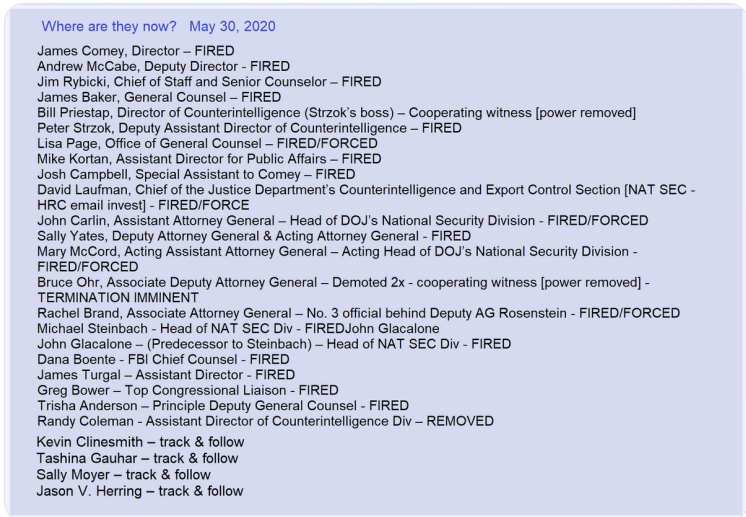 Where are they now? May 30, 2020
James Comey, Director – FIRED
Andrew McCabe, Deputy Director - FIRED
Jim Rybicki, Chief of Staff and Senior Counselor – FIRED
James Baker, General Counsel – FIRED
Bill Priestap, Director of Counterintelligence (Strzok’s boss) – Cooperating witness [power removed]
Peter Strzok, Deputy Assistant Director of Counterintelligence – FIRED
Lisa Page, Office of General Counsel – FIRED/FORCED
Mike Kortan, Assistant Director for Public Affairs – FIRED
Josh Campbell, Special Assistant to Comey – FIRED
David Laufman, Chief of the Justice Department’s Counterintelligence and Export Control Section [NAT SEC -
HRC email invest] - FIRED/FORCE
John Carlin, Assistant Attorney General – Head of DOJ’s National Security Division - FIRED/FORCED
Sally Yates, Deputy Attorney General & Acting Attorney General - FIRED
Mary McCord, Acting Assistant Attorney General – Acting Head of DOJ’s National Security Division -
FIRED/FORCED
Bruce Ohr, Associate Deputy Attorney General – Demoted 2x - cooperating witness [power removed] -
TERMINATION IMMINENT
Rachel Brand, Associate Attorney General – No. 3 official behind Deputy AG Rosenstein - FIRED/FORCED
Michael Steinbach - Head of NAT SEC Div - FIREDJohn Glacalone
John Glacalone – (Predecessor to Steinbach) – Head of NAT SEC Div - FIRED
Dana Boente - FBI Chief Counsel - FIRED
James Turgal – Assistant Director - FIRED
Greg Bower – Top Congressional Liaison - FIRED
Trisha Anderson – Principle Deputy General Counsel - FIRED
Randy Coleman - Assistant Director of Counterintelligence Div – REMOVED
Kevin Clinesmith – track & follow
Tashina Gauhar – track & follow
Sally Moyer – track & follow
Jason V. Herring – track & follow